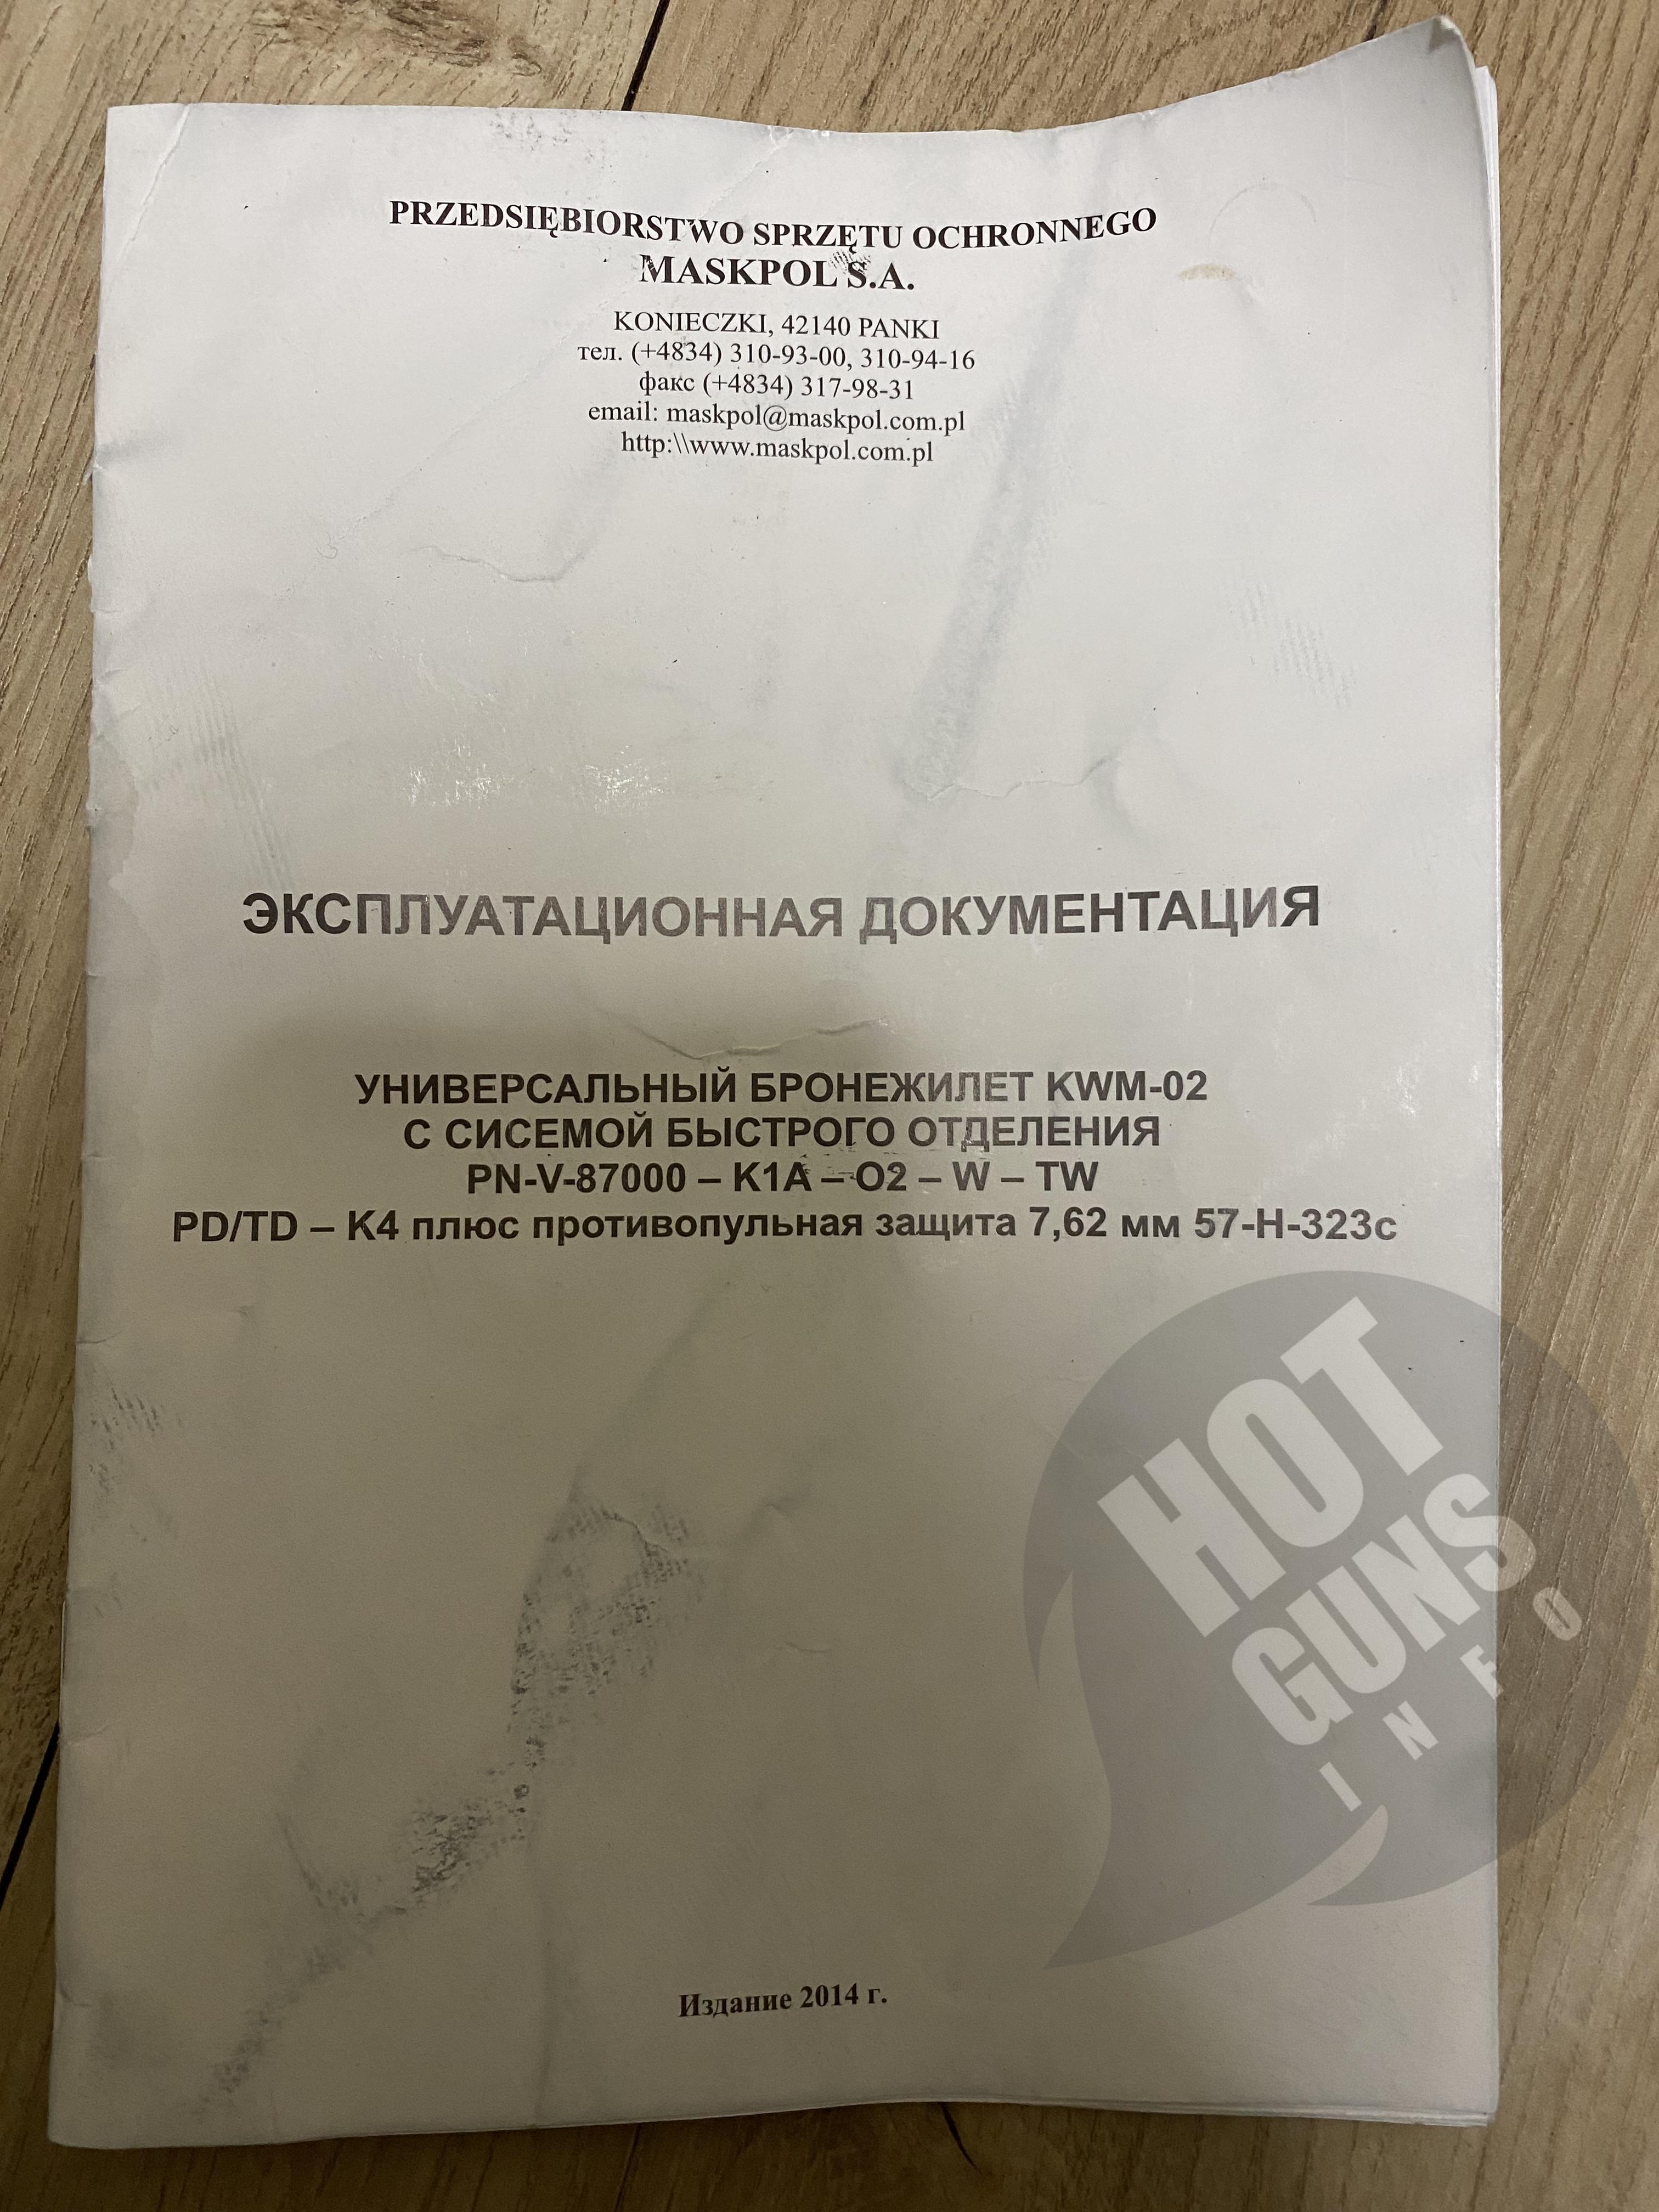 PRZEDSIĘBIORSTWO SPRZĘTU OCHRONNEGO
MASKPOL S.A.
KONIECZKI, 42140 PANKI
тел. (+4834) 310-93-00, 310-94-16
факс (+4834) 317-98-31
email: maskpol@maskpol.com.pl
http:\\www.maskpol.com.pl
ЭКСПЛУАТАЦИОННАЯ ДОКУМЕНТАЦИЯ
УНИВЕРСАЛЬНЫЙ БРОНЕЖИЛЕТ KWM-02
С СИСЕМОЙ БЫСТРОГО ОТДЕЛЕНИЯ
PN-V-87000 – K1A – O2 – W – TW
PD/TD – K4 плюс противопульная защита 7,62 мм 57-Н-323с
HOT
GUNS
INFO
Издание 2014 г.